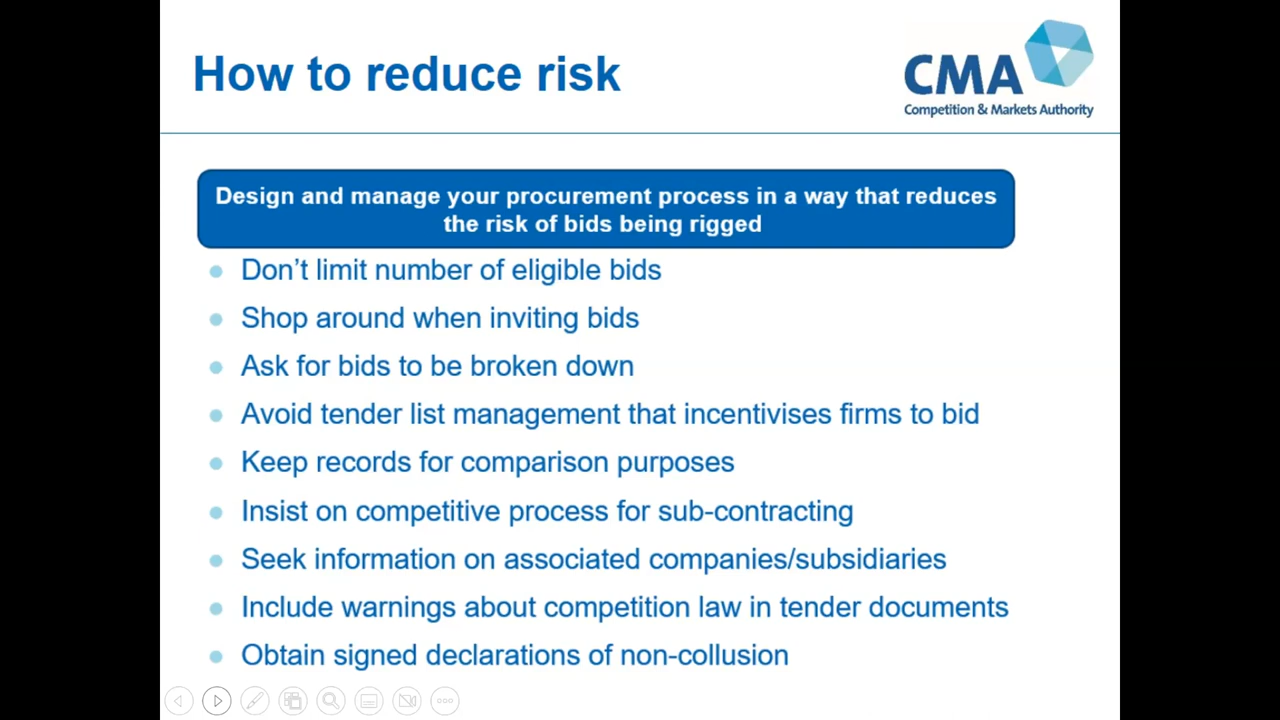 How to reduce risk
CMA
Competition & Markets Authority
Design and manage your procurement process in a way that reduces
the risk of bids being rigged
Don’t limit number of eligible bids
Shop around when inviting bids
Ask for bids to be broken down
Avoid tender list management that incentivises firms to bid
Keep records for comparison purposes
Insist on competitive process for sub-contracting
Seek information on associated companies/subsidiaries
Include warnings about competition law in tender documents
Obtain signed declarations of non-collusion